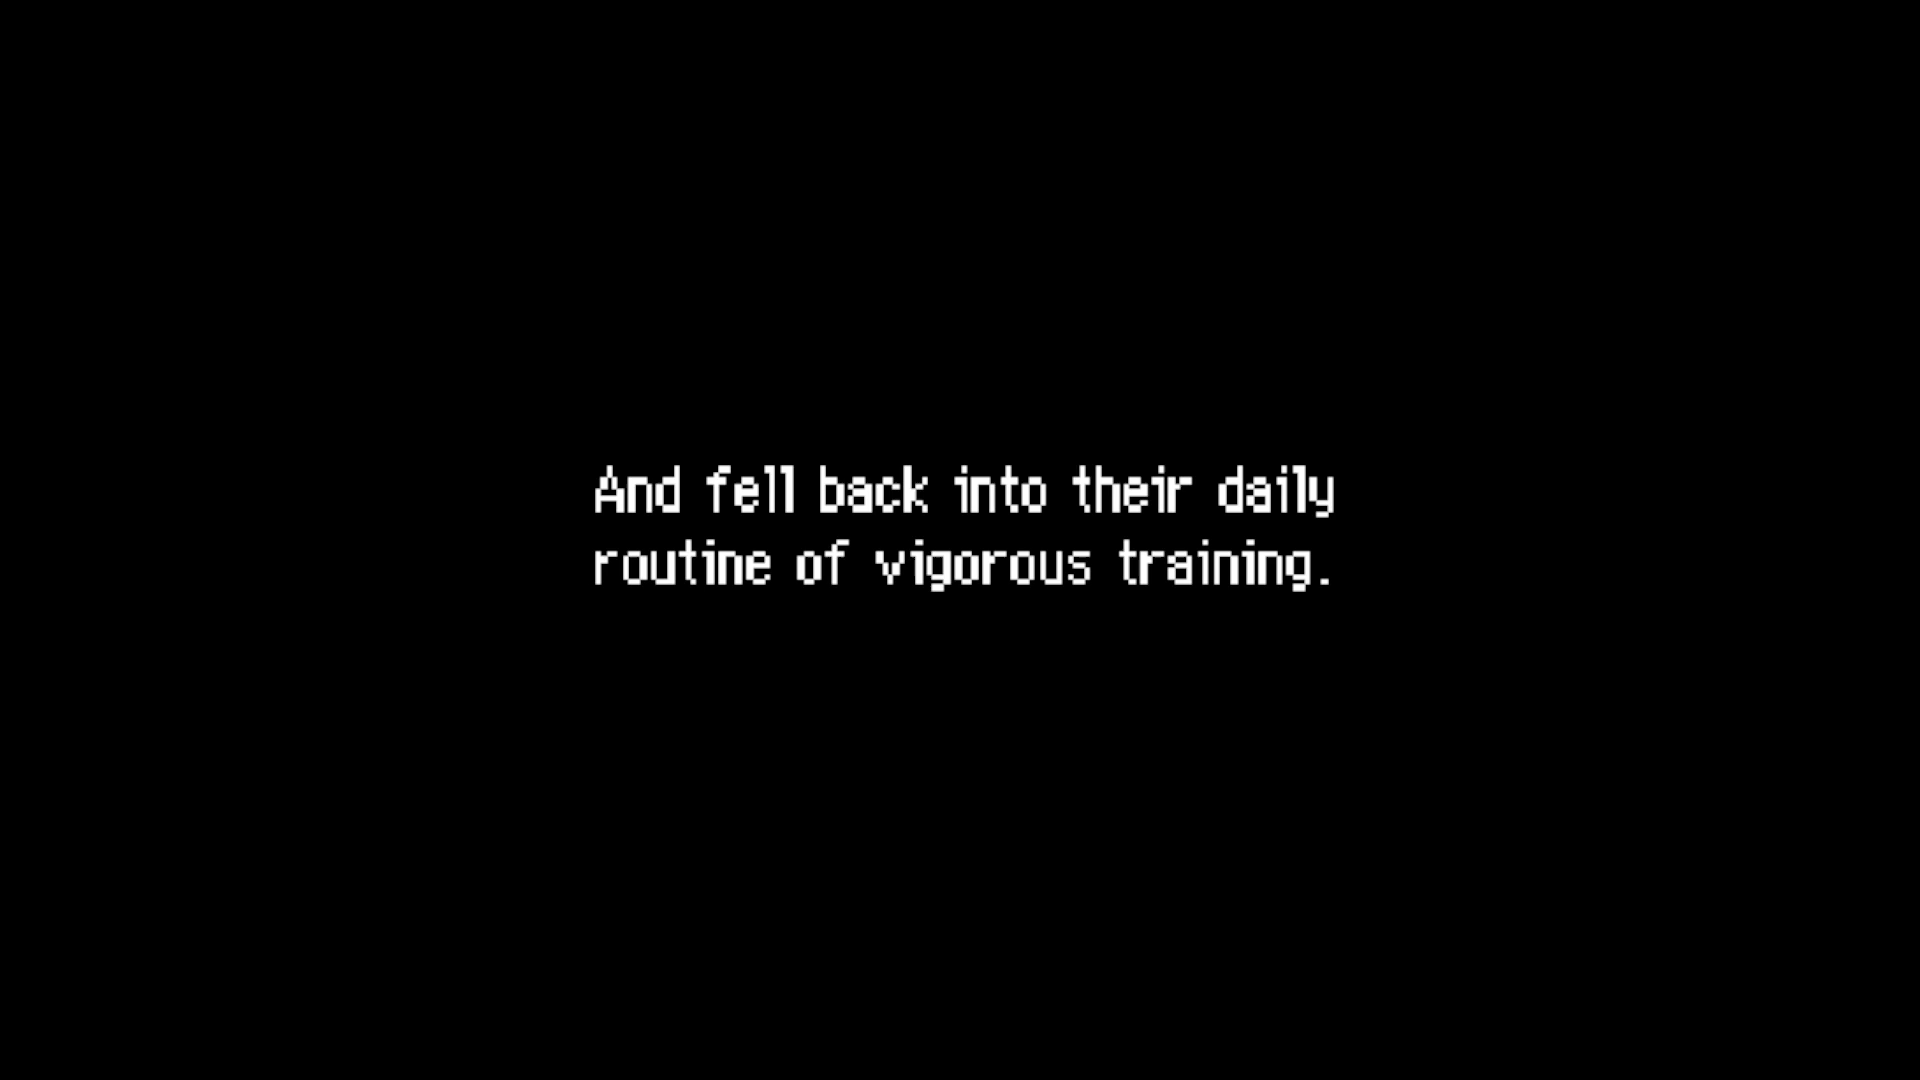 And fell back into their daily
routine of vigorous training.